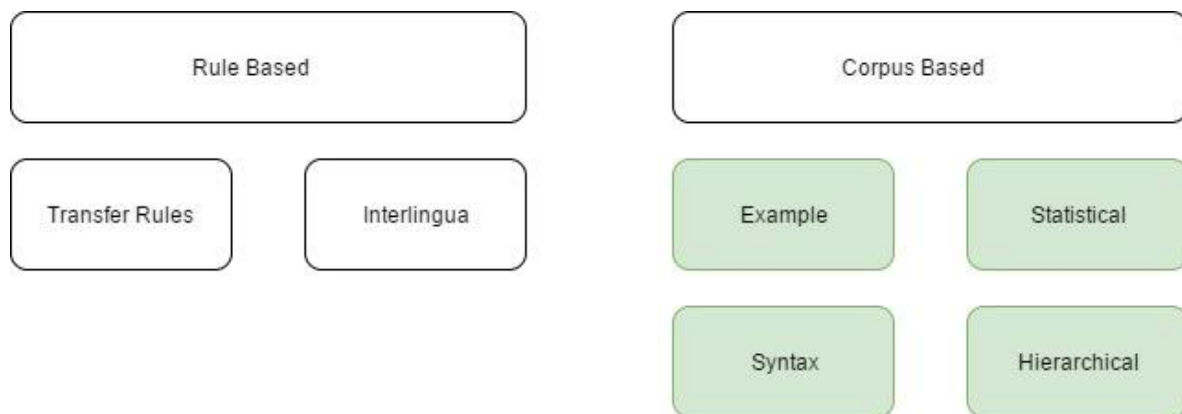 Rule Based
Corpus Based
Transfer Rules
Interlingua
Example
Statistical
Syntax
Hierarchical